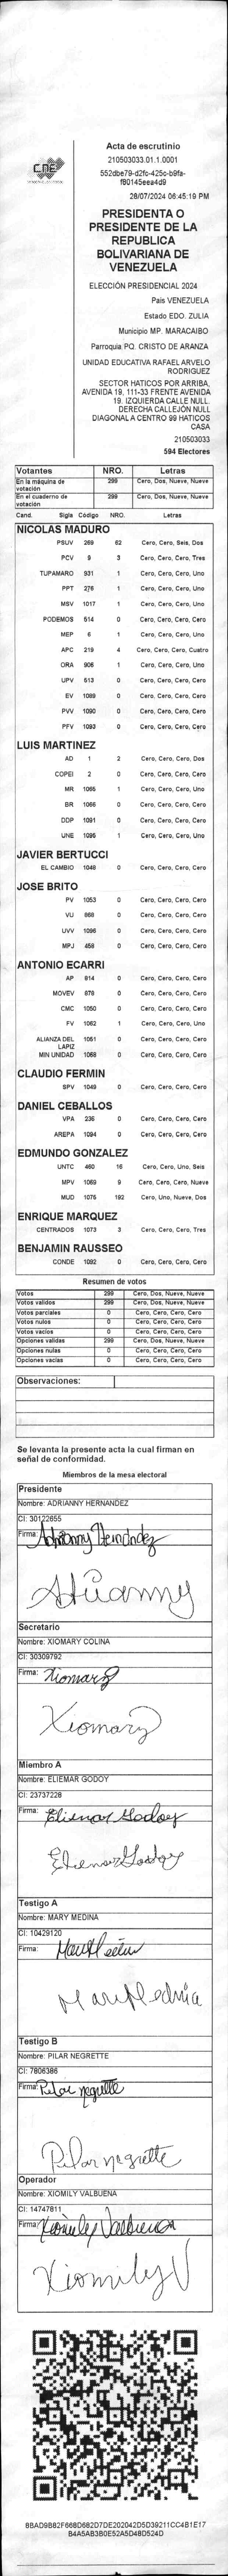 CNE
Acta de escrutinio
210503033.01.1.0001
552dbe79-d2fc-425c-b9fa-
f80145eea4d9
28/07/2024 06:45:19 PM
PRESIDENTA O
PRESIDENTE DE LA
REPUBLICA
BOLIVARIANA DE
VENEZUELA
ELECCIÓN PRESIDENCIAL 2024
Pais VENEZUELA
Estado EDO. ZULIA
Municipio MP. MARACAIBO
Parroquia PQ. CRISTO DE ARANZA
UNIDAD EDUCATIVA RAFAEL ARVELO
RODRIGUEZ
SECTOR HATICOS POR ARRIBA,
AVENIDA 19, 111-33 FRENTE AVENIDA
19. IZQUIERDA CALLE NULL.
DERECHA CALLEJÓN NULL
DIAGONAL A CENTRO 99 HATICOS
CASA
210503033
594 Electores
Votantes NRO. Letras
En la máquina de votación 299 Cero, Dos, Nueve, Nueve
En el cuaderno de votación 299 Cero, Dos, Nueve, Nueve
Cand. Sigla Código NRO. Letras
NICOLAS MADURO
PSUV 269 62 Cero, Cero, Seis, Dos
PCV 9 3 Cero, Cero, Cero, Tres
TUPAMARO 931 1 Cero, Cero, Cero, Uno
PPT 276 1 Cero, Cero, Cero, Uno
MSV 1017 1 Cero, Cero, Cero, Uno
PODEMOS 514 0 Cero, Cero, Cero, Cero
MEP 6 1 Cero, Cero, Cero, Uno
APC 219 4 Cero, Cero, Cero, Cuatro
ORA 906 1 Cero, Cero, Cero, Uno
UPV 513 0 Cero, Cero, Cero, Cero
EV 1089 0 Cero, Cero, Cero, Cero
PVV 1090 0 Cero, Cero, Cero, Cero
PFV 1093 0 Cero, Cero, Cero, Cero
LUIS MARTINEZ
AD 1 2 Cero, Cero, Cero, Dos
COPEI 2 0 Cero, Cero, Cero, Cero
MR 1065 1 Cero, Cero, Cero, Uno
BR 1066 0 Cero, Cero, Cero, Cero
DDP 1091 0 Cero, Cero, Cero, Cero
UNE 1095 1 Cero, Cero, Cero, Uno
JAVIER BERTUCCI
EL CAMBIO 1048 0 Cero, Cero, Cero, Cero
JOSE BRITO
PV 1053 0 Cero, Cero, Cero, Cero
VU 868 0 Cero, Cero, Cero, Cero
UVV 1096 0 Cero, Cero, Cero, Cero
MPJ 458 0 Cero, Cero, Cero, Cero
ANTONIO ECARRI
AP 814 0 Cero, Cero, Cero, Cero
MOVEV 878 0 Cero, Cero, Cero, Cero
CMC 1050 0 Cero, Cero, Cero, Cero
FV 1062 1 Cero, Cero, Cero, Uno
ALIANZA DEL LAPIZ 1051 0 Cero, Cero, Cero, Cero
MIN UNIDAD 1068 0 Cero, Cero, Cero, Cero
CLAUDIO FERMIN
SPV 1049 0 Cero, Cero, Cero, Cero
DANIEL CEBALLOS
VPA 236 0 Cero, Cero, Cero, Cero
AREPA 1094 0 Cero, Cero, Cero, Cero
EDMUNDO GONZALEZ
UNTC 460 16 Cero, Cero, Uno, Seis
MPV 1069 9 Cero, Cero, Cero, Nueve
MUD 1075 192 Cero, Uno, Nueve, Dos
ENRIQUE MARQUEZ
CENTRADOS 1073 3 Cero, Cero, Cero, Tres
BENJAMIN RAUSSEO
CONDE 1092 0 Cero, Cero, Cero, Cero
Resumen de votos
Votos 299 Cero, Dos, Nueve, Nueve
Votos validos 299 Cero, Dos, Nueve, Nueve
Votos parciales 0 Cero, Cero, Cero, Cero
Votos nulos 0 Cero, Cero, Cero, Cero
Votos vacios 0 Cero, Cero, Cero, Cero
Opciones validas 299 Cero, Dos, Nueve, Nueve
Opciones nulas 0 Cero, Cero, Cero, Cero
Opciones vacias 0 Cero, Cero, Cero, Cero
Observaciones:
Se levanta la presente acta la cual firman en
señal de conformidad.
Miembros de la mesa electoral
Presidente
Nombre: ADRIANNY HERNANDEZ
CI: 30122655
Firma: Adrianny Hernández
Secretario
Nombre: XIOMARY COLINA
CI: 30309792
Firma: Xiomary
Xiomary
Miembro A
Nombre: ELIEMAR GODOY
CI: 23737228
Firma: Eliemar Godoy
Eliemar Godoy
Testigo A
Nombre: MARY MEDINA
CI: 10429120
Firma: Mary Medina
Mary Medina
Testigo B
Nombre: PILAR NEGRETTE
CI: 7806386
Firma: Pilar negrette
Pilar negrette
Operador
Nombre: XIOMILY VALBUENA
CI: 14747811
Firma: Xiomily Valbuena
Xiomily V
8BAD9B82F668D682D7DE202042D5D39211CC4B1E17
B4A5AB3B0E52A5D48D524D